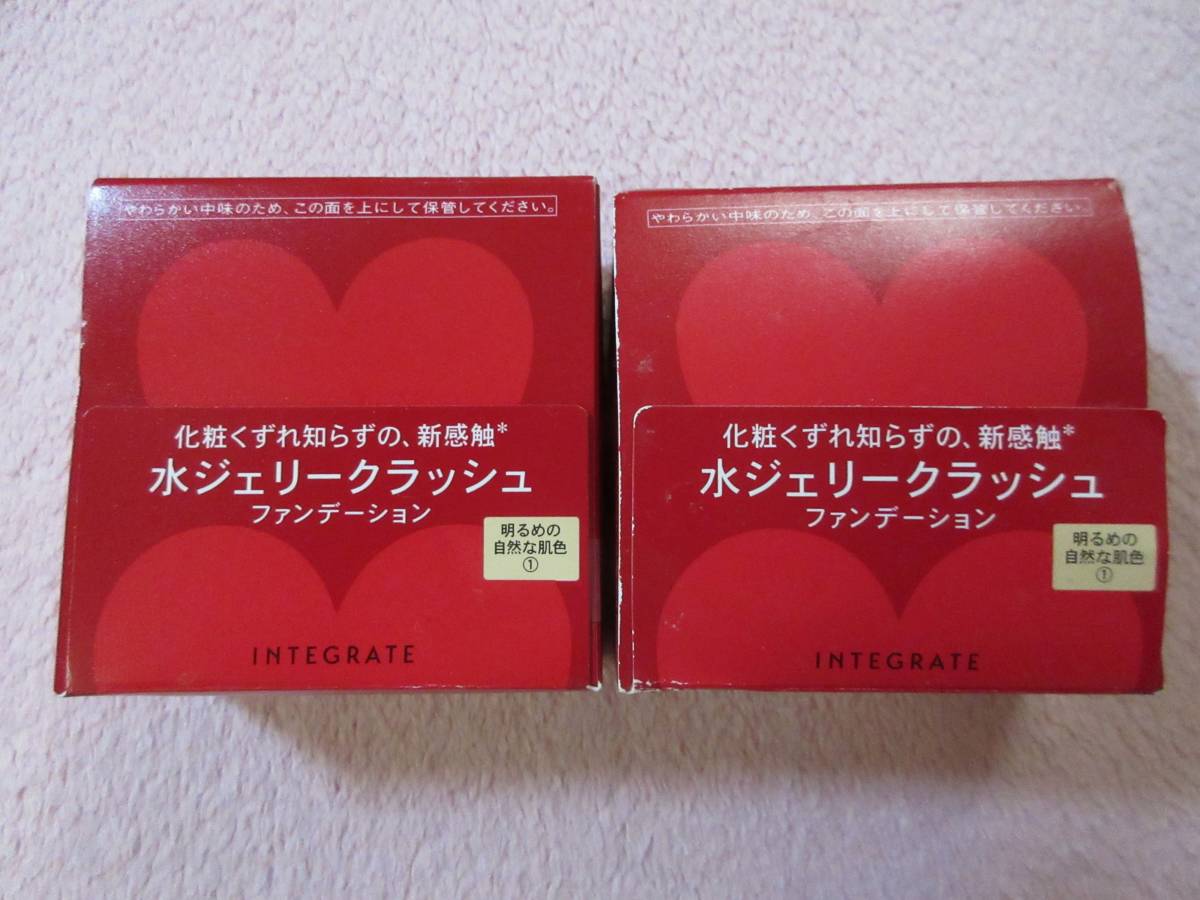 やわらかい中味のため、この面を上にして保管してください。
化粧くずれ知らずの、新感触*
水ジェリークラッシュ
ファンデーション
明るめの
自然な肌色
①
INTEGRATE
やわらかい中味のため、この面を上にして保管してください。
化粧くずれ知らずの、新感触*
水ジェリークラッシュ
ファンデーション
明るめの
自然な肌色
①
INTEGRATE